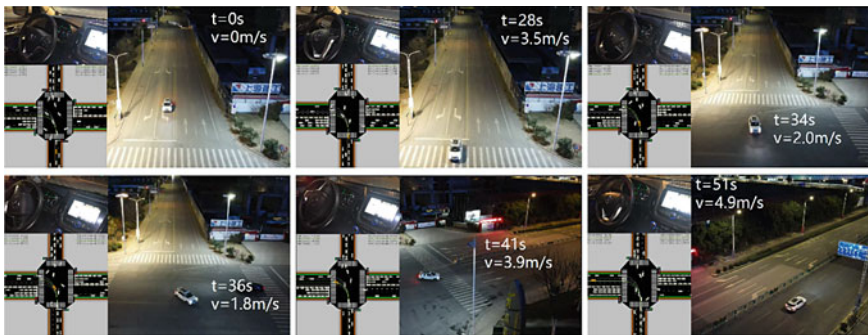 t=0s
v=0m/s
t=28s
v=3.5m/s
t=34s
v=2.0m/s
t=36s
v=1.8m/s
t=41s
v=3.9m/s
t=51s
v=4.9m/s